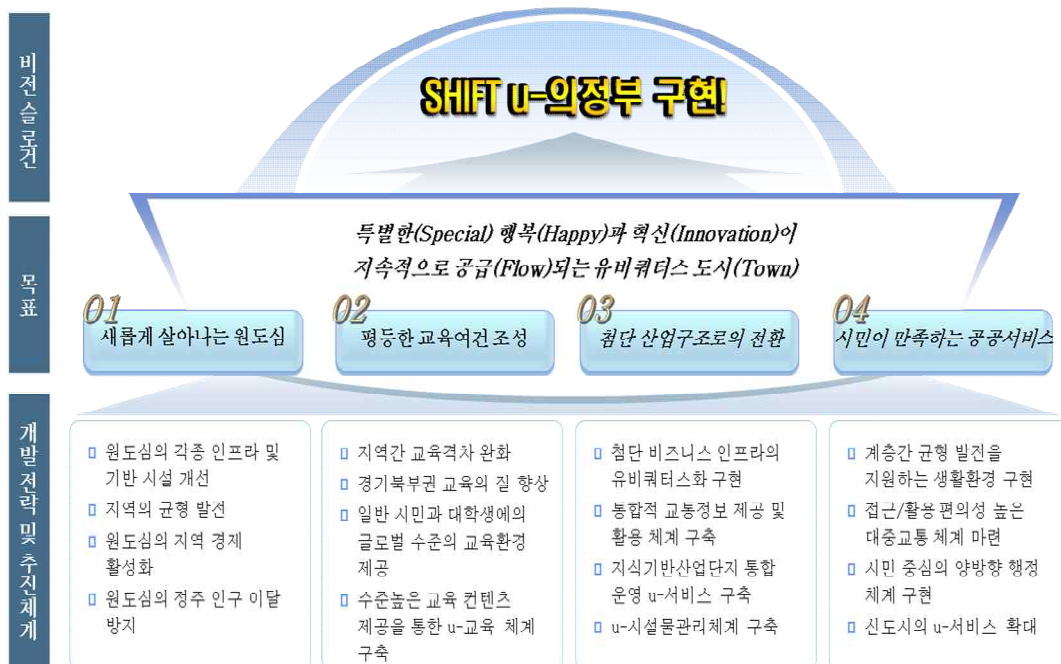 비전슬로건
SHIFT u-의정부 구현!
목표
특별한(Special) 행복(Happy)과 혁신(Innovation)이
지속적으로 공급(Flow)되는 유비쿼터스 도시(Town)
01
새롭게 살아나는 원도심
02
평등한 교육여건 조성
03
첨단 산업구조로의 전환
04
시민이 만족하는 공공서비스
개발전략 및 추진체계
원도심의 각종 인프라 및
기반 시설 개선
지역의 균형 발전
원도심의 지역 경제
활성화
원도심의 정주 인구 이탈
방지
지역간 교육격차 완화
경기북부권 교육의 질 향상
일반 시민과 대학생에의
글로벌 수준의 교육환경
제공
수준높은 교육 컨텐츠
제공을 통한 u-교육 체계
구축
첨단 비즈니스 인프라의
유비쿼터스화 구현
통합적 교통정보 제공 및
활용 체계 구축
지식기반산업단지 통합
운영 u-서비스 구축
u-시설물관리체계 구축
계층간 균형 발전을
지원하는 생활환경 구현
접근/활용 편의성 높은
대중교통 체계 마련
시민 중심의 양방향 행정
체계 구현
신도시의 u-서비스 확대